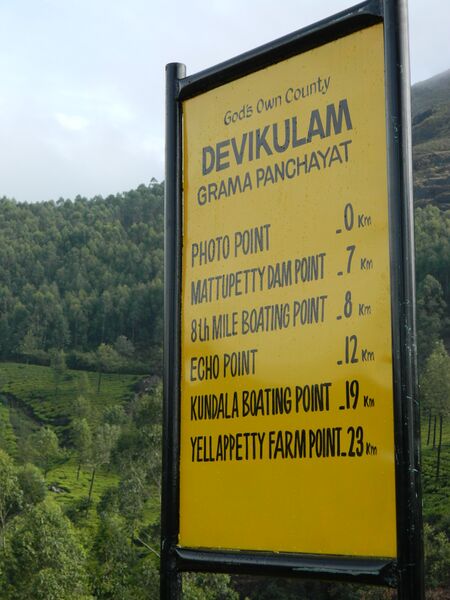 God's Own County
DEVIKULAM
GRAMA PANCHAYAT
PHOTO POINT - 0 Km
MATTUPETTY DAM POINT - 7 Km
8th MILE BOATING POINT - 8 Km
ECHO POINT - 12 Km
KUNDALA BOATING POINT - 19 Km
YELLAPPETTY FARM POINT - 23 Km